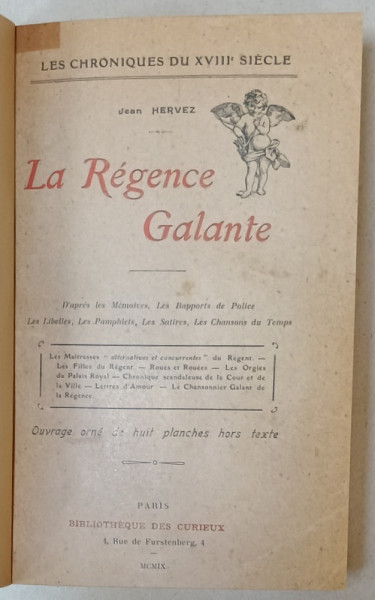 LES CHRONIQUES DU XVIIIᵉ SIÈCLE
Jean HERVEZ
La Régence
Galante
D'après les Mémoires, Les Rapports de Police
Les Libelles, Les Pamphlets, Les Satires, Les Chansons du Temps
Les Maîtresses " alternatives et concurrentes " du Régent. —
Les Filles du Régent. — Roués et Rouées. — Les Orgies
du Palais Royal — Chronique scandaleuse de la Cour et de
la Ville — Lettres d'Amour — Le Chansonnier Galant de
la Régence.
Ouvrage orné de huit planches hors texte
PARIS
BIBLIOTHÈQUE DES CURIEUX
4, Rue de Furstenberg, 4
MCMIX